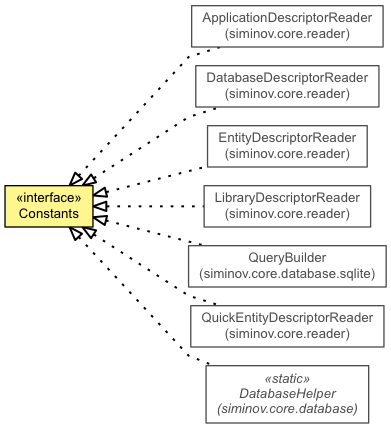 ApplicationDescriptorReader
(siminov.core.reader)
DatabaseDescriptorReader
(siminov.core.reader)
EntityDescriptorReader
(siminov.core.reader)
«interface»
Constants
LibraryDescriptorReader
(siminov.core.reader)
QueryBuilder
(siminov.core.database.sqlite)
QuickEntityDescriptorReader
(siminov.core.reader)
«static»
DatabaseHelper
(siminov.core.database)